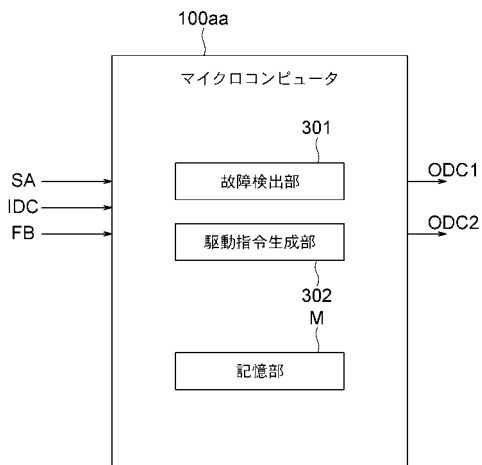 100aa
マイクロコンピュータ
301
SA
故障検出部
ODC1
IDC
FB
駆動指令生成部
ODC2
302
M
記憶部